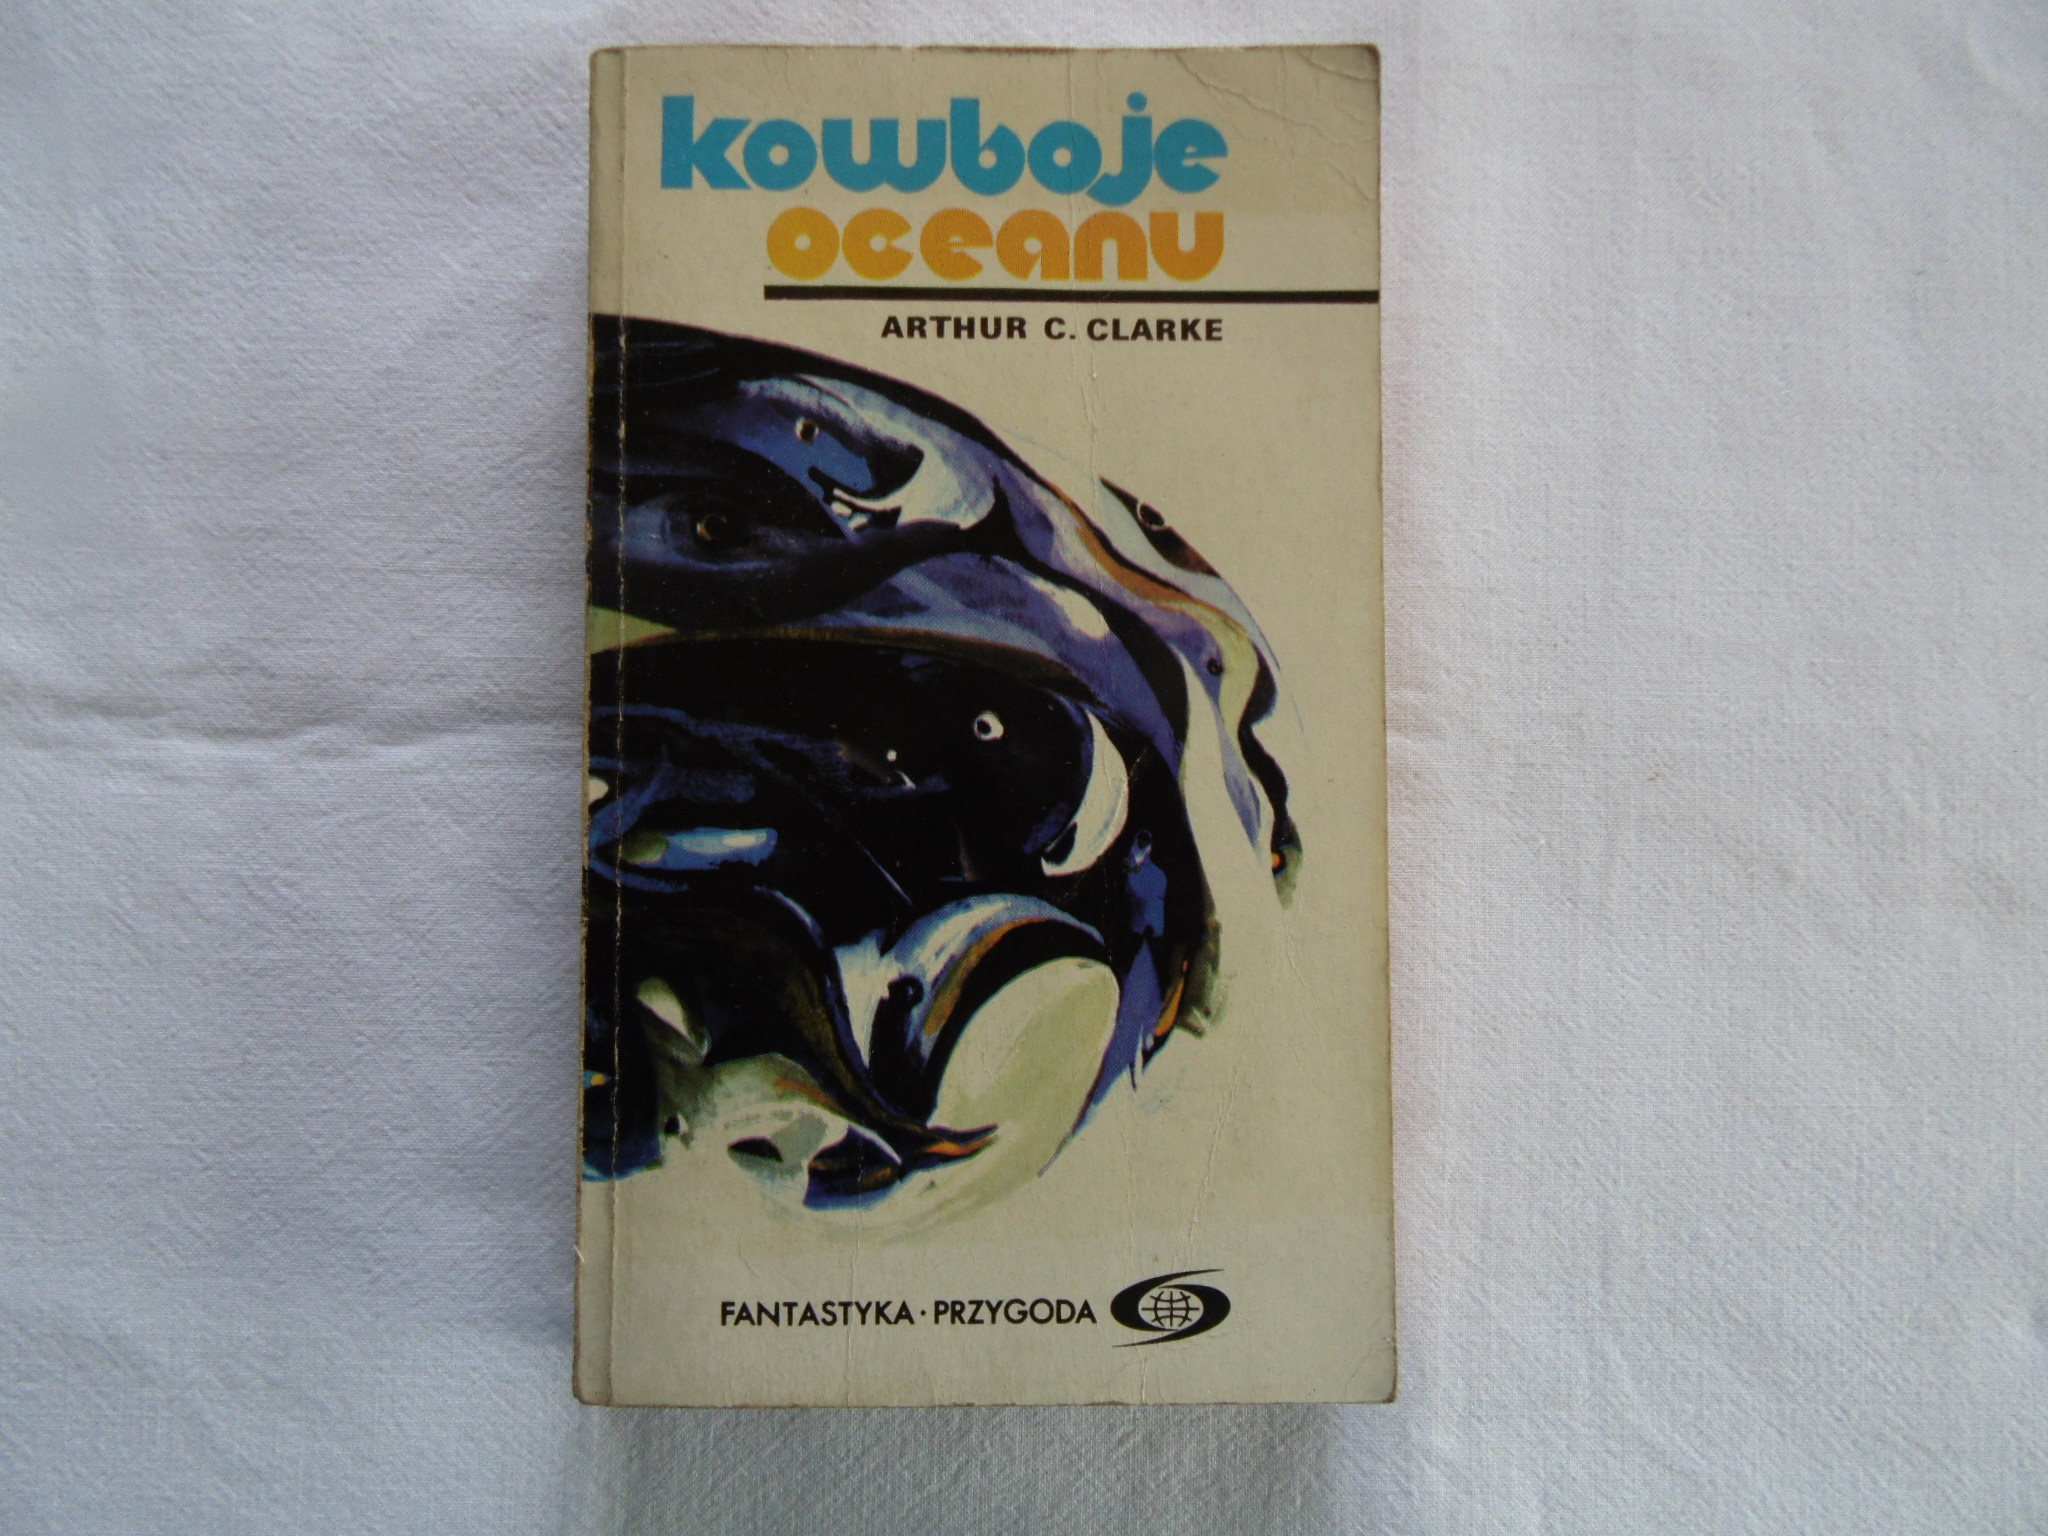 kowboje
oceanu
ARTHUR C. CLARKE
FANTASTYKA · PRZYGODA